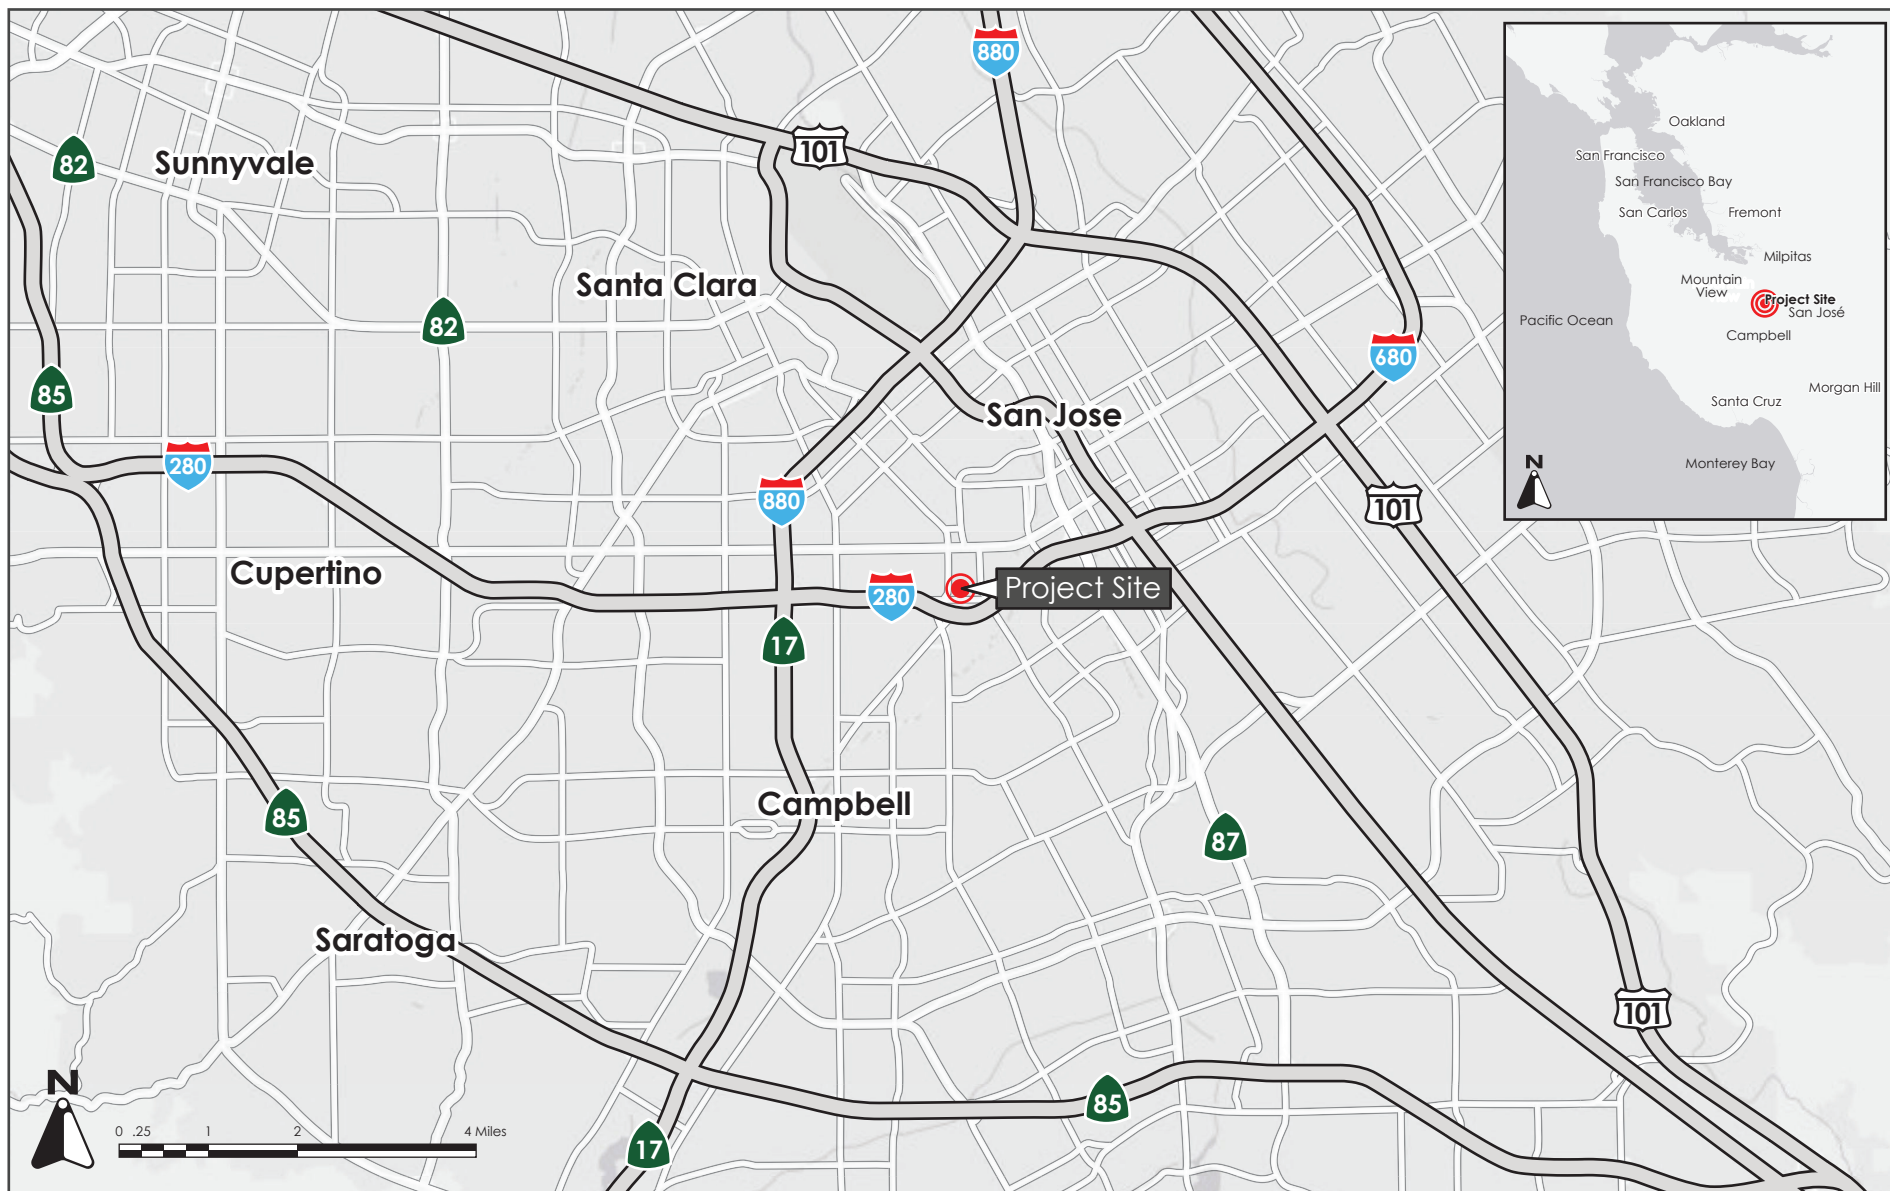 880
101
82
Sunnyvale
Santa Clara
82
680
85
San Jose
280
880
101
Cupertino
280
Project Site
17
Campbell
85
87
Saratoga
101
85
17
N
0 .25 1 2 4 Miles
Oakland
San Francisco
San Francisco Bay
San Carlos
Fremont
Milpitas
Mountain
View
Project Site
San José
Pacific Ocean
Campbell
Morgan Hill
Santa Cruz
Monterey Bay
N